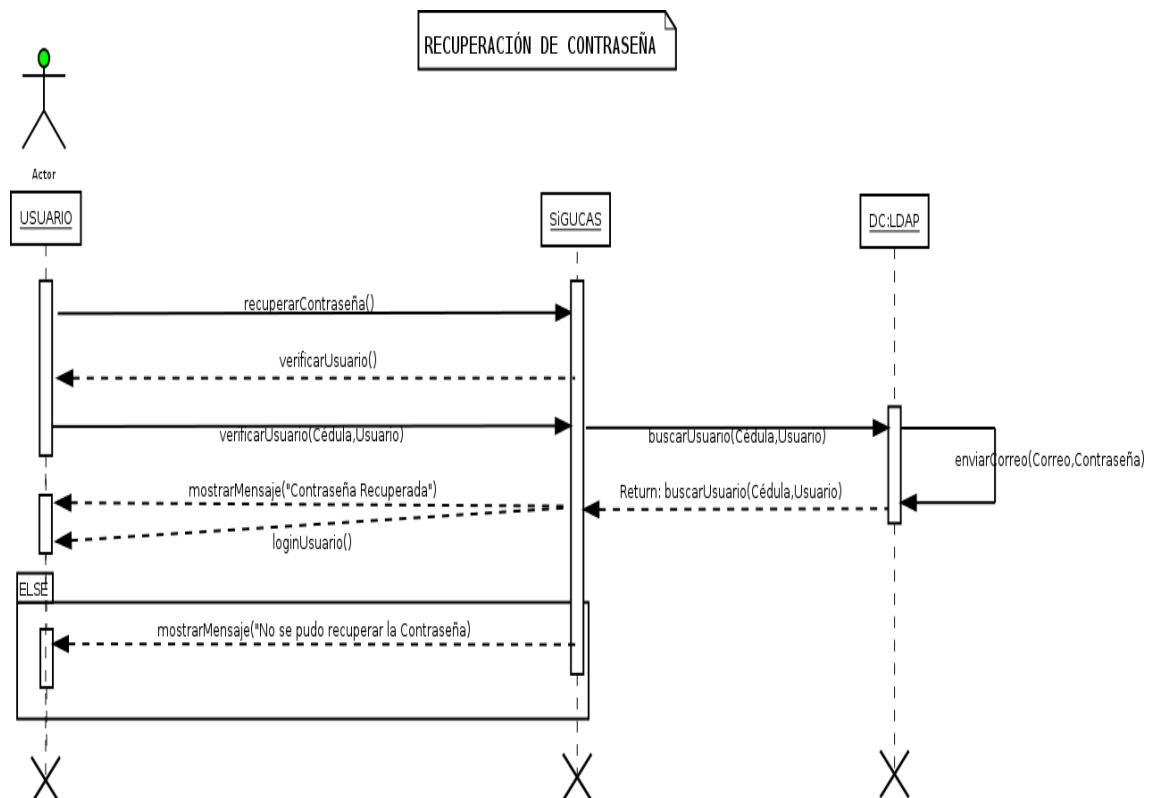 RECUPERACIÓN DE CONTRASEÑA
Actor
USUARIO
SiGUCAS
DC:LDAP
recuperarContraseña()
verificarUsuario()
verificarUsuario(Cédula,Usuario)
buscarUsuario(Cédula,Usuario)
enviarCorreo(Correo,Contraseña)
mostrarMensaje("Contraseña Recuperada")
Return: buscarUsuario(Cédula,Usuario)
loginUsuario()
ELSE
mostrarMensaje("No se pudo recuperar la Contraseña)